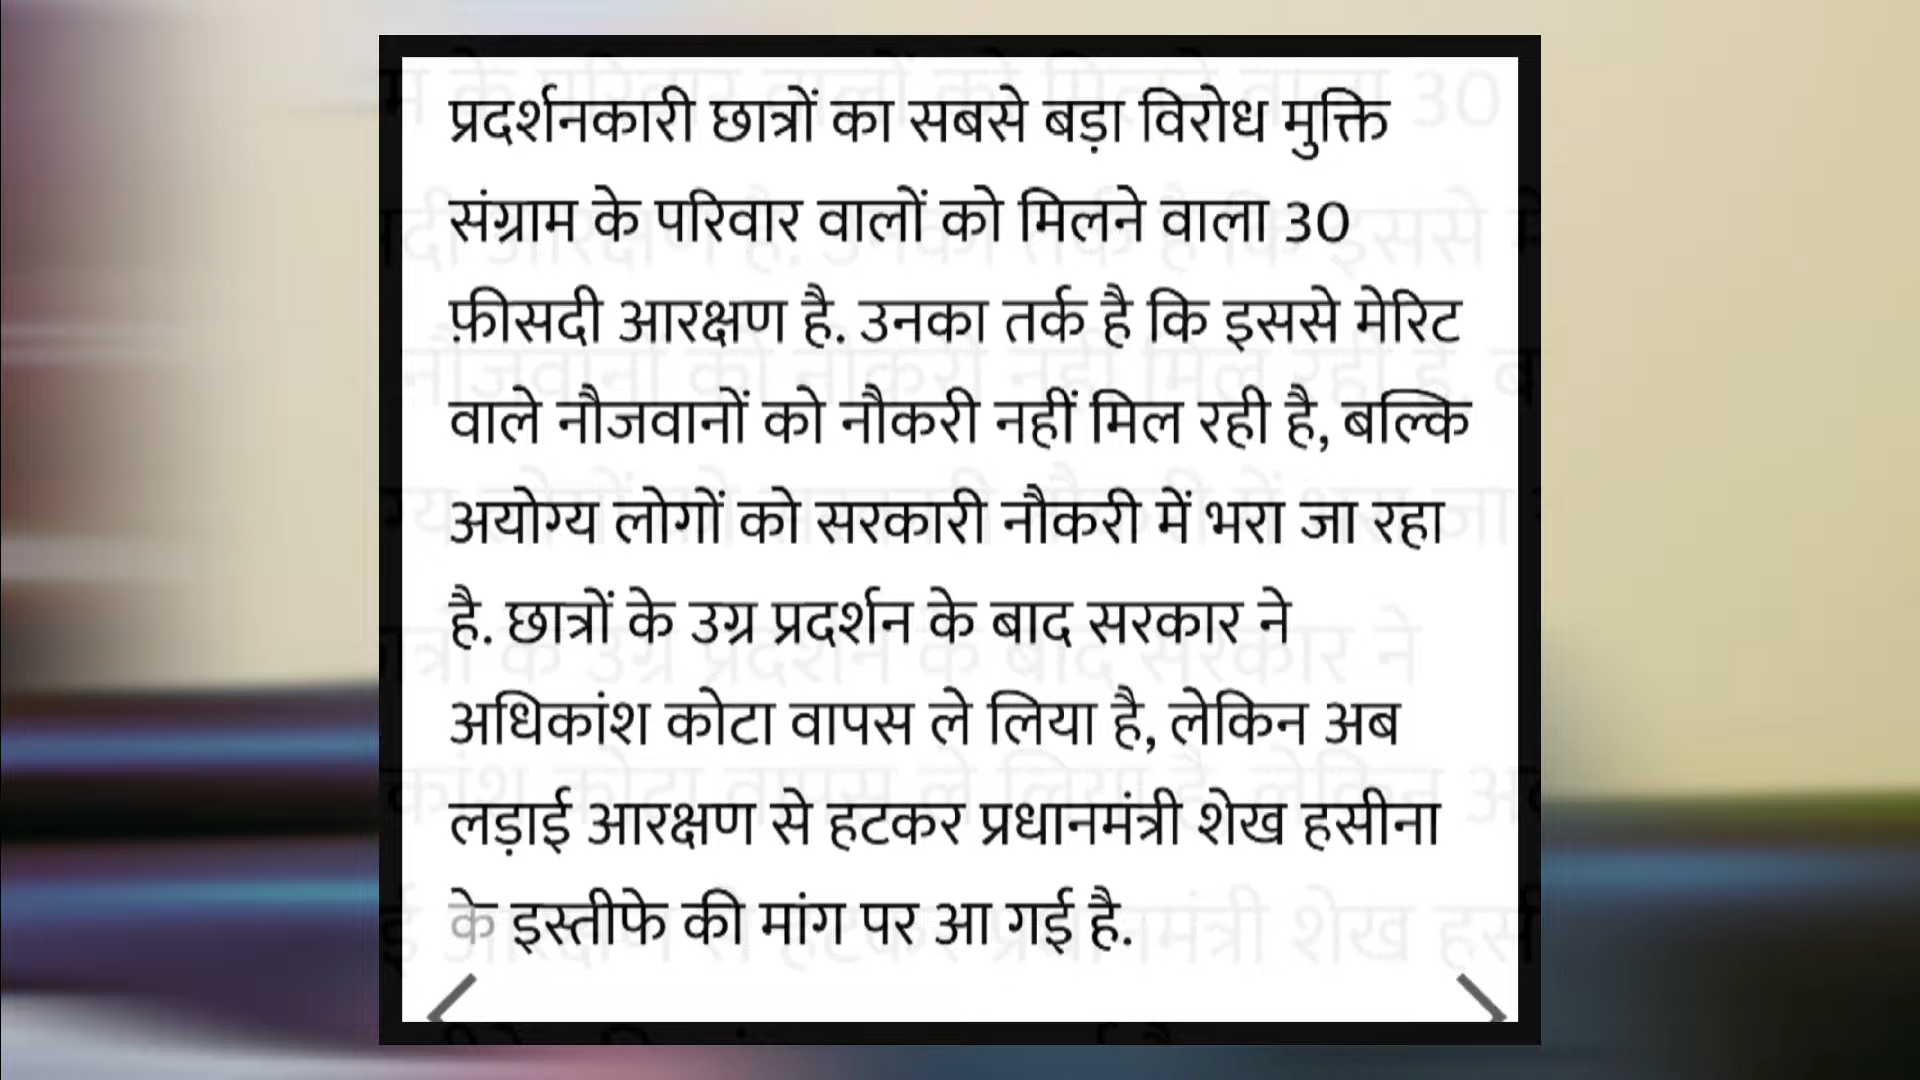 प्रदर्शनकारी छात्रों का सबसे बड़ा विरोध मुक्ति
संग्राम के परिवार वालों को मिलने वाला 30
फ़ीसदी आरक्षण है. उनका तर्क है कि इससे मेरिट
वाले नौजवानों को नौकरी नहीं मिल रही है, बल्कि
अयोग्य लोगों को सरकारी नौकरी में भरा जा रहा
है. छात्रों के उग्र प्रदर्शन के बाद सरकार ने
अधिकांश कोटा वापस ले लिया है, लेकिन अब
लड़ाई आरक्षण से हटकर प्रधानमंत्री शेख हसीना
के इस्तीफे की मांग पर आ गई है.